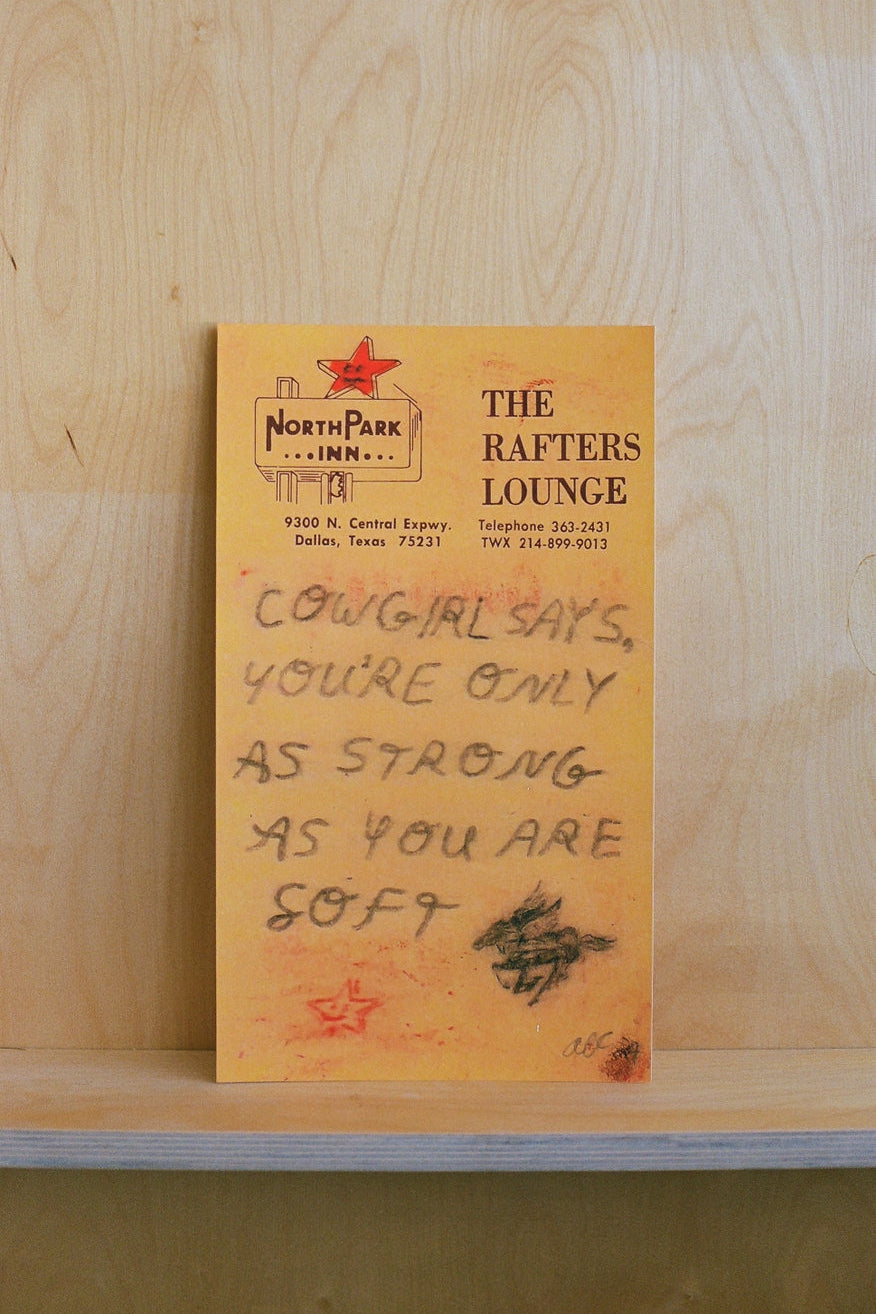 NORTHPARK
...INN...
THE
RAFTERS
LOUNGE
9300 N. Central Expwy.
Dallas, Texas 75231
Telephone 363-2431
TWX 214-899-9013
COWGIRL SAYS,
YOU'RE ONLY
AS STRONG
AS YOU ARE
SOFT